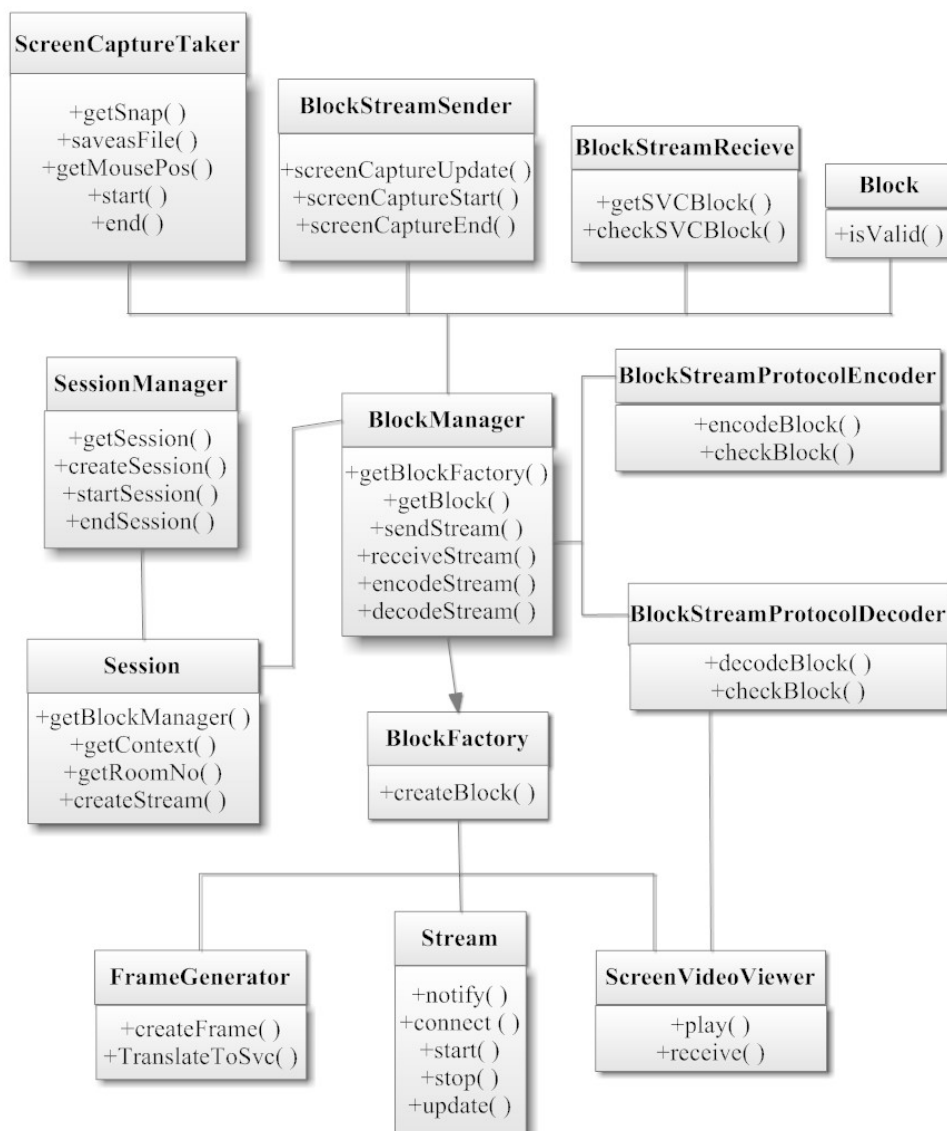 ScreenCaptureTaker
+getSnap( )
+saveasFile( )
+getMousePos( )
+start( )
+end( )
BlockStreamSender
+screenCaptureUpdate( )
+screenCaptureStart( )
+screenCaptureEnd( )
BlockStreamRecieve
+getSVCBlock( )
+checkSVCBlock( )
Block
+isValid( )
SessionManager
+getSession( )
+createSession( )
+startSession( )
+endSession( )
BlockManager
+getBlockFactory( )
+getBlock( )
+sendStream( )
+receiveStream( )
+encodeStream( )
+decodeStream( )
BlockStreamProtocolEncoder
+encodeBlock( )
+checkBlock( )
BlockStreamProtocolDecoder
+decodeBlock( )
+checkBlock( )
Session
+getBlockManager( )
+getContext( )
+getRoomNo( )
+createStream( )
BlockFactory
+createBlock( )
FrameGenerator
+createFrame( )
+TranslateToSvc( )
Stream
+notify( )
+connect ( )
+start( )
+stop( )
+update( )
ScreenVideoViewer
+play( )
+receive( )